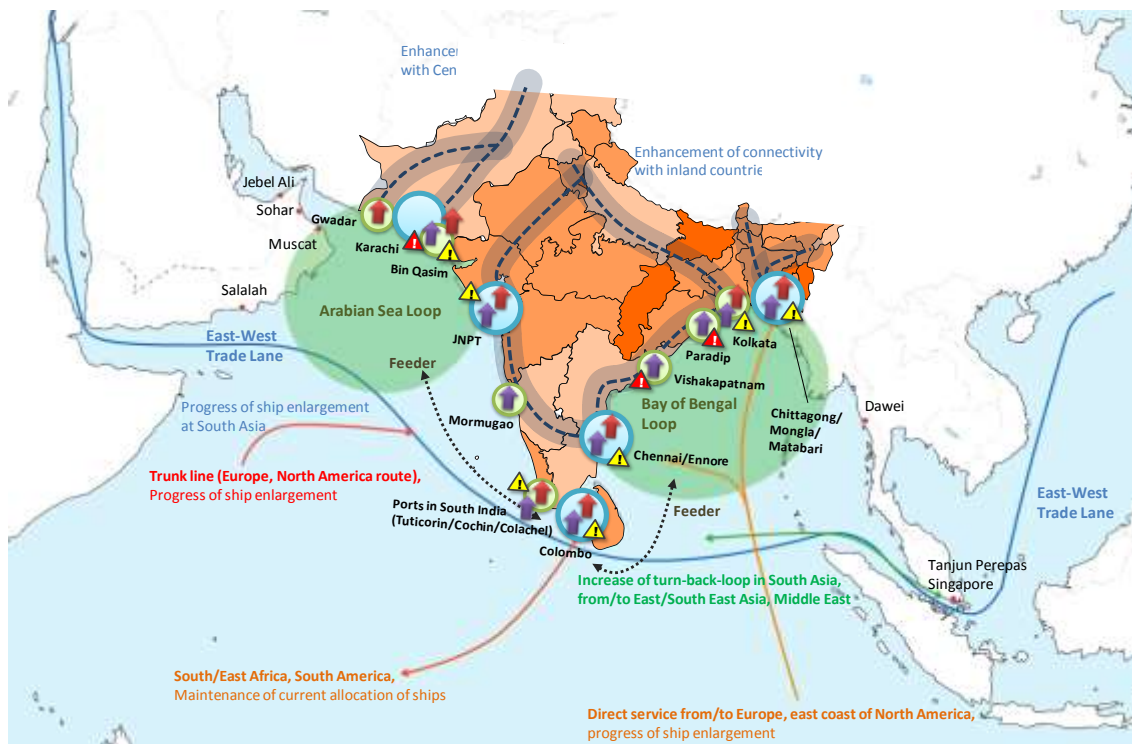 Enhancer
with Cen
Enhancement of connectivity
with inland countrie
Jebel Ali
Sohar
Gwadar
Muscat
Karachi
Bin Qasim
Salalah
Arabian Sea Loop
East-West
Trade Lane
JNPT
Kolkata
Paradip
Feeder
Vishakapatnam
Progress of ship enlargement
at South Asia
Bay of Bengal
Loop
Chittagong/
Mongla/
Matabari
Dawei
Mormugao
Chennai/Ennore
Trunk line (Europe, North America route),
Progress of ship enlargement
Ports in South India
(Tuticorin/Cochin/Colachel)
Feeder
East-West
Trade Lane
Colombo
Tanjun Perepas
Singapore
Increase of turn-back-loop in South Asia,
from/to East/South East Asia, Middle East
South/East Africa, South America,
Maintenance of current allocation of ships
Direct service from/to Europe, east coast of North America,
progress of ship enlargement